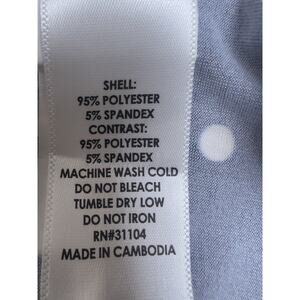 SHELL:
95% POLYESTER
5% SPANDEX
CONTRAST:
95% POLYESTER
5% SPANDEX
MACHINE WASH COLD
DO NOT BLEACH
TUMBLE DRY LOW
DO NOT IRON
RN#31104
MADE IN CAMBODIA